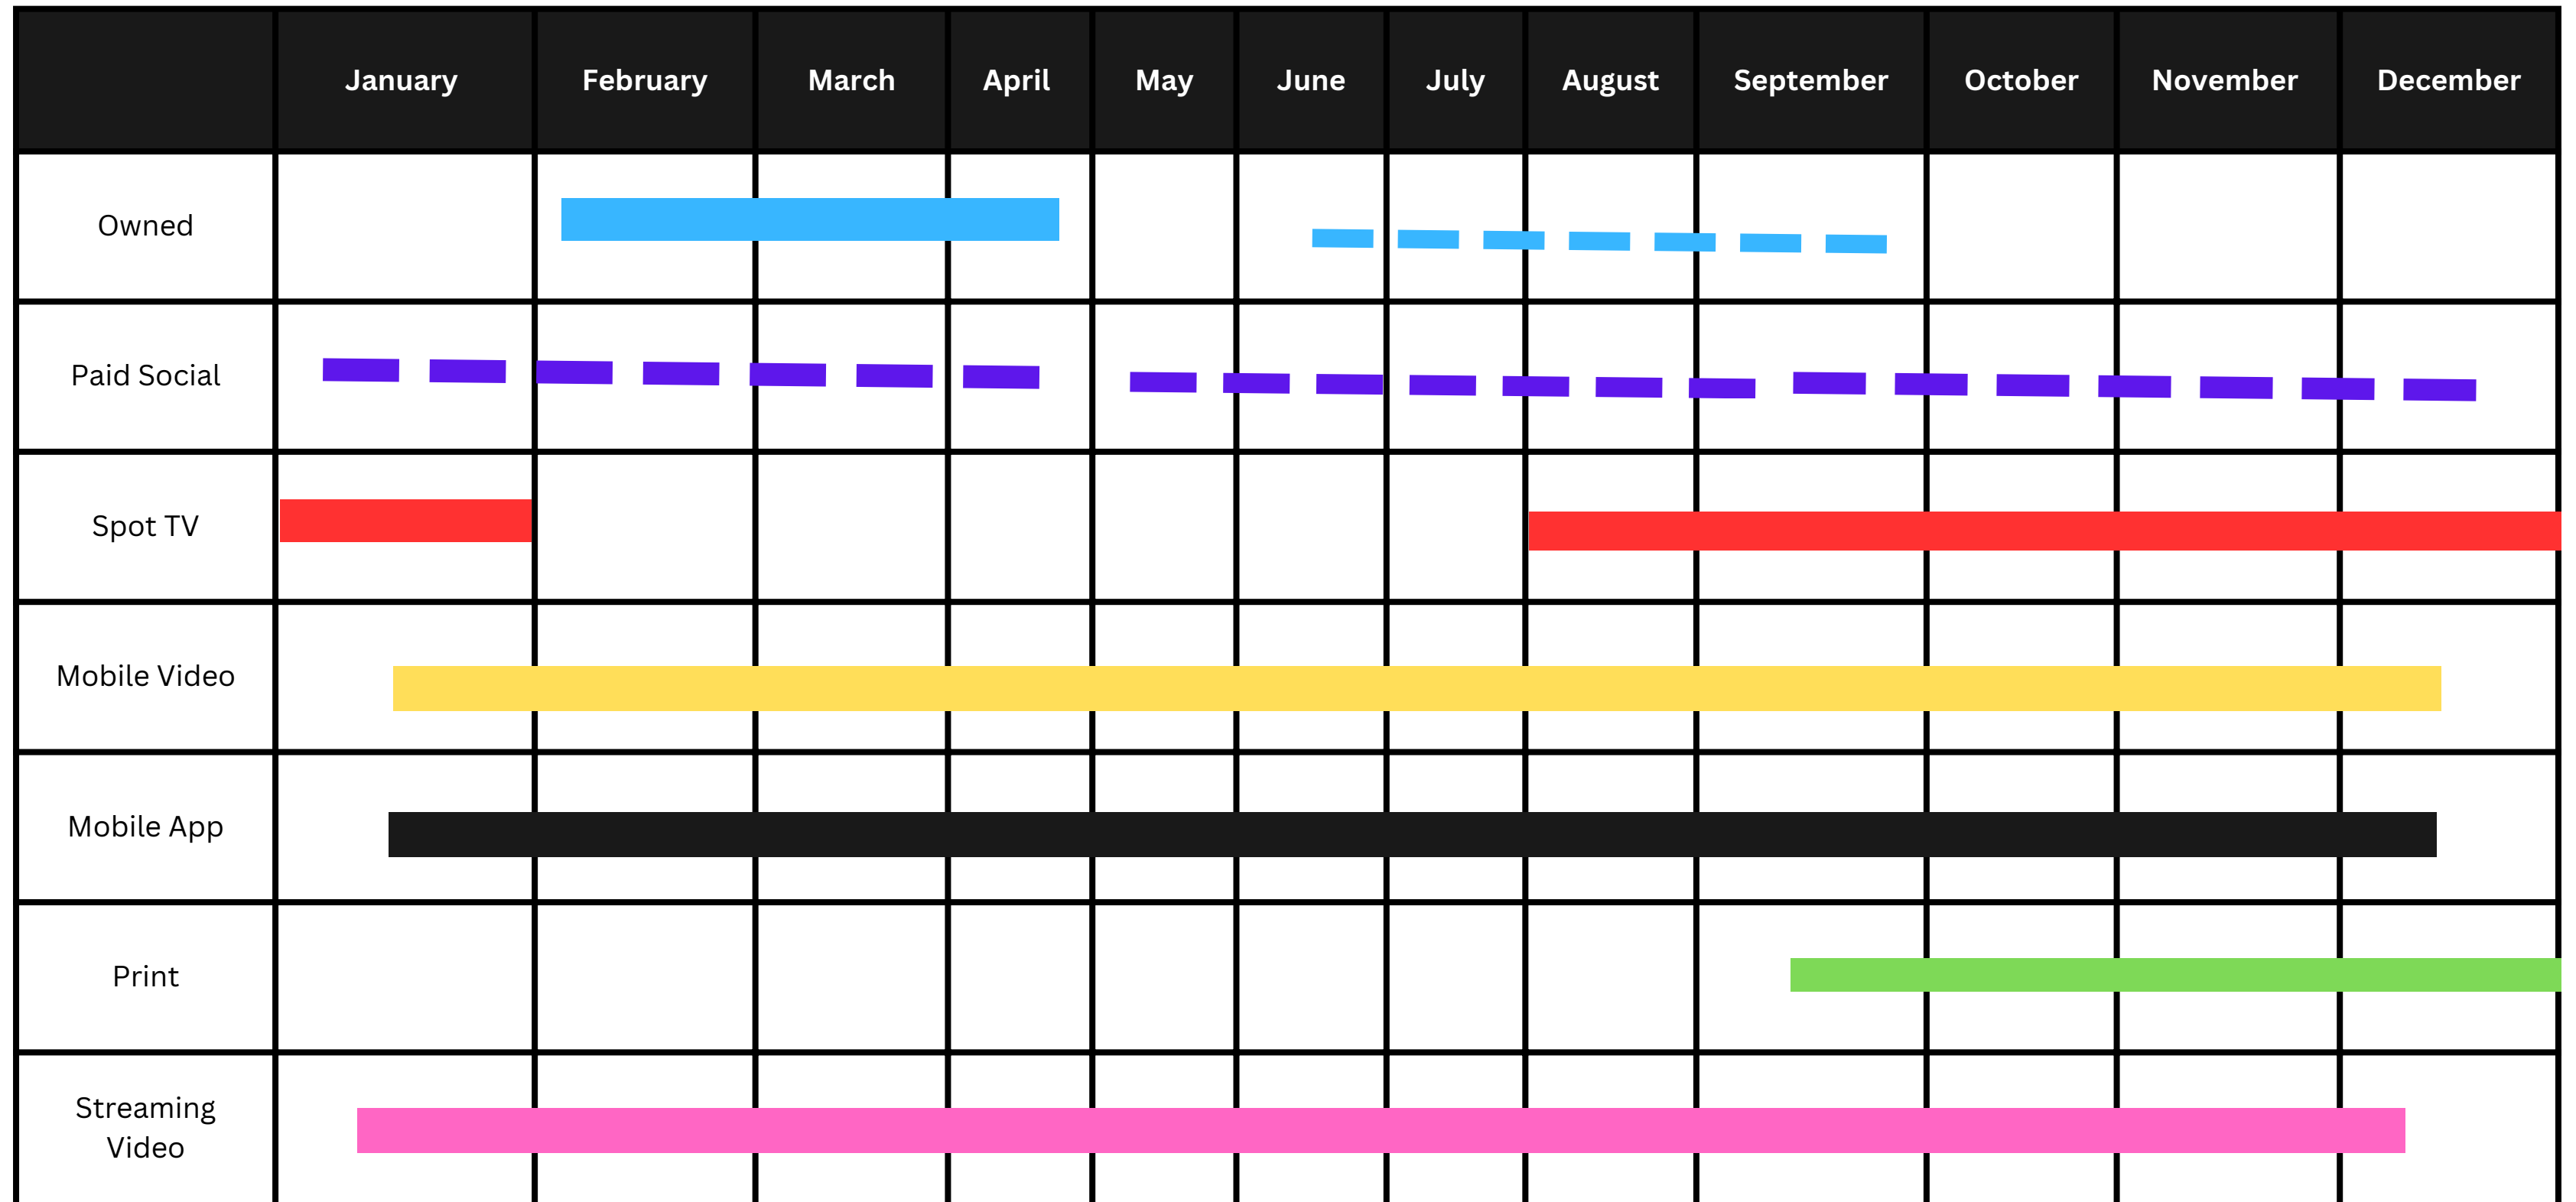 January February March April May June July August September October November December
Owned
Paid Social
Spot TV
Mobile Video
Mobile App
Print
Streaming
Video